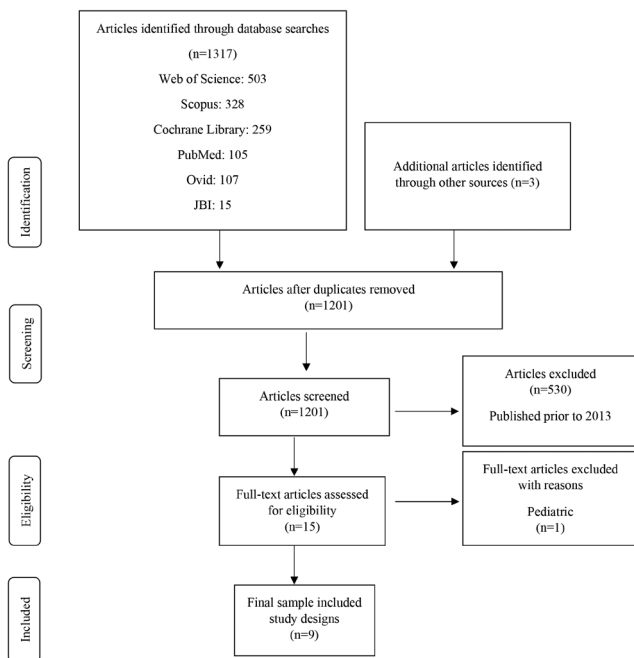 Articles identified through database searches
(n=1317)
Web of Science: 503
Scopus: 328
Cochrane Library: 259
PubMed: 105
Ovid: 107
JBI: 15
Additional articles identified
through other sources (n=3)
Identification
Articles after duplicates removed
(n=1201)
Screening
Articles screened
(n=1201)
Articles excluded
(n=530)
Published prior to 2013
Eligibility
Full-text articles assessed
for eligibility
(n=15)
Full-text articles excluded
with reasons
Pediatric
(n=1)
Included
Final sample included
study designs
(n=9)